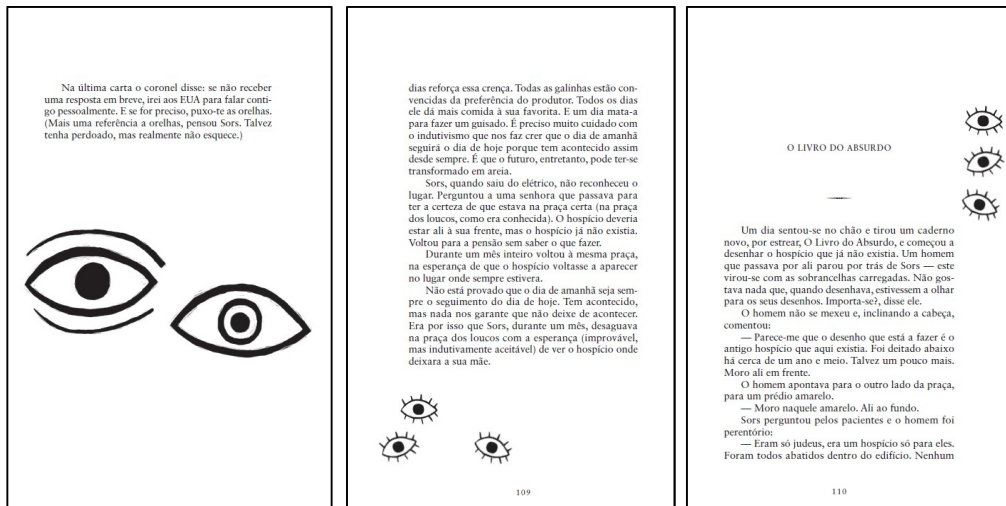 Na última carta o coronel disse: se não receber
uma resposta em breve, irei aos EUA para falar conti-
go pessoalmente. E se for preciso, puxo-te as orelhas.
(Mais uma referência a orelhas, pensou Sors. Talvez
tenha perdoado, mas realmente não esquece.)
dias reforça essa crença. Todas as galinhas estão con-
vencidas da preferência do produtor. Todos os dias
ele dá mais comida à sua favorita. E um dia mata-a
para fazer um guisado. É preciso muito cuidado com
o indutivismo que nos faz crer que o dia de amanhã
seguirá o dia de hoje porque tem acontecido assim
desde sempre. É que o futuro, entretanto, pode ter-se
transformado em areia.
Sors, quando saiu do elétrico, não reconheceu o
lugar. Perguntou a uma senhora que passava para
ter a certeza de que estava na praça certa (na praça
dos loucos, como era conhecida). O hospício deveria
estar ali à sua frente, mas o hospício já não existia.
Voltou para a pensão sem saber o que fazer.
Durante um mês inteiro voltou à mesma praça,
na esperança de que o hospício voltasse a aparecer
no lugar onde sempre estivera.
Não está provado que o dia de amanhã seja sem-
pre o seguimento do dia de hoje. Tem acontecido,
mas nada nos garante que não deixe de acontecer.
Era por isso que Sors, durante um mês, desaguava
na praça dos loucos com a esperança (improvável,
mas indutivamente aceitável) de ver o hospício onde
deixara a sua mãe.
109
O LIVRO DO ABSURDO
Um dia sentou-se no chão e tirou um caderno
novo, por estrear, O Livro do Absurdo, e começou a
desenhar o hospício que já não existia. Um homem
que passava por ali parou por trás de Sors — este
virou-se com as sobrancelhas carregadas. Não gos-
tava nada que, quando desenhava, estivessem a olhar
para os seus desenhos. Importa-se?, disse ele.
O homem não se mexeu e, inclinando a cabeça,
comentou:
— Parece-me que o desenho que está a fazer é o
antigo hospício que aqui existia. Foi deitado abaixo
há cerca de um ano e meio. Talvez um pouco mais.
Moro ali em frente.
O homem apontava para o outro lado da praça,
para um prédio amarelo.
— Moro naquele amarelo. Ali ao fundo.
Sors perguntou pelos pacientes e o homem foi
perentório:
— Eram só judeus, era um hospício só para eles.
Foram todos abatidos dentro do edifício. Nenhum
110